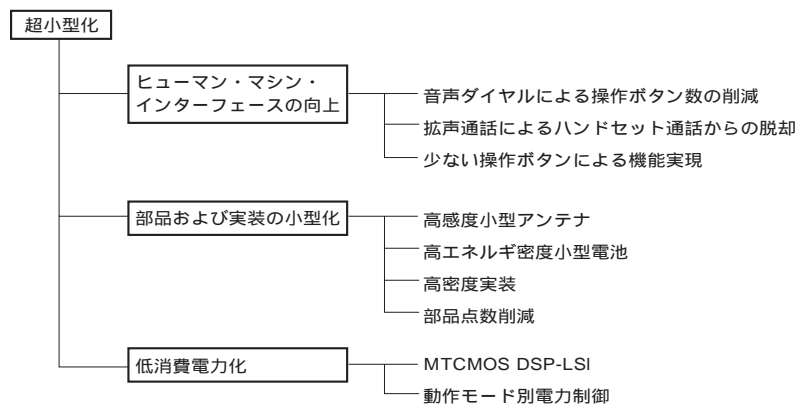 超小型化
ヒューマン・マシン・
インターフェースの向上
音声ダイヤルによる操作ボタン数の削減
拡声通話によるハンドセット通話からの脱却
少ない操作ボタンによる機能実現
部品および実装の小型化
高感度小型アンテナ
高エネルギ密度小型電池
高密度実装
部品点数削減
低消費電力化
MTCMOS DSP-LSI
動作モード別電力制御